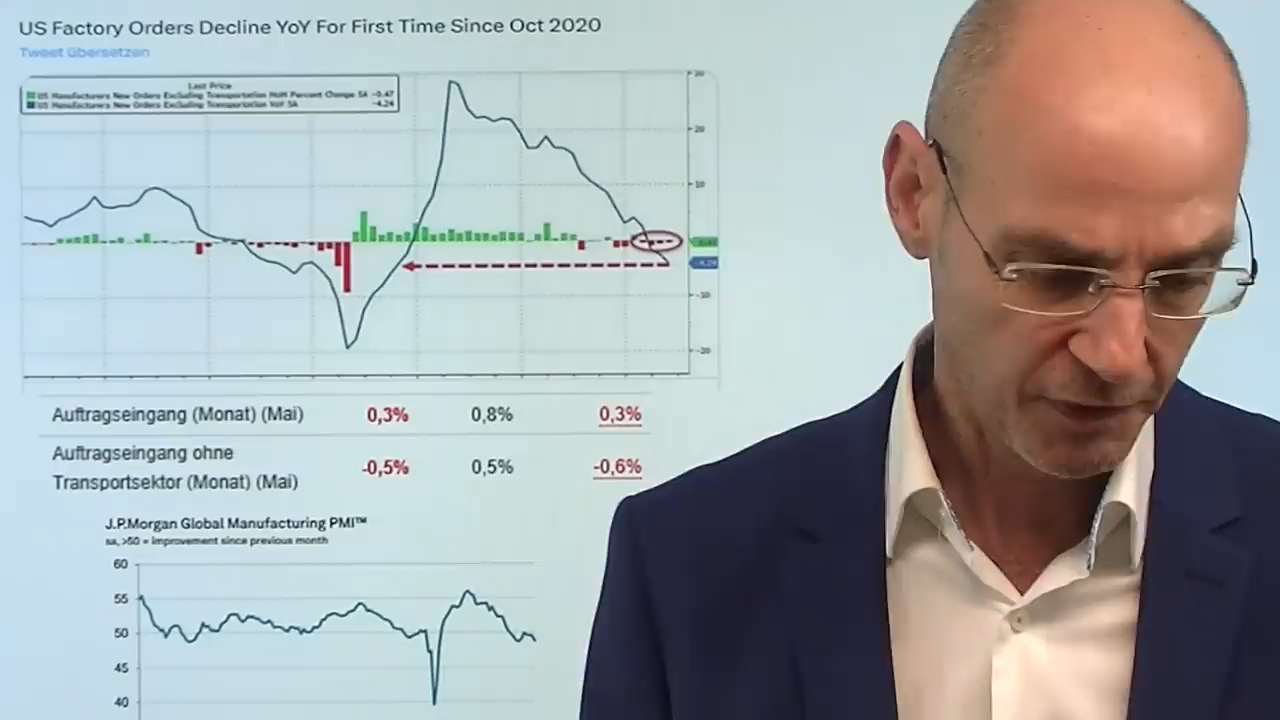 US Factory Orders Decline YoY For First Time Since Oct 2020
Tweet übersetzen
Last Price
US Manufacturers New Orders Excluding Transportation MoM Percent Change SA -0.47
US Manufacturers New Orders Excluding Transportation YoY SA -4.24
20
10
-10
-20
-4.24
Auftragseingang (Monat) (Mai) 0,3% 0,8% 0,3%
Auftragseingang ohne
Transportsektor (Monat) (Mai) -0,5% 0,5% -0,6%
J.P.Morgan Global Manufacturing PMI™
sa, >50 = improvement since previous month
60
55
50
45
40